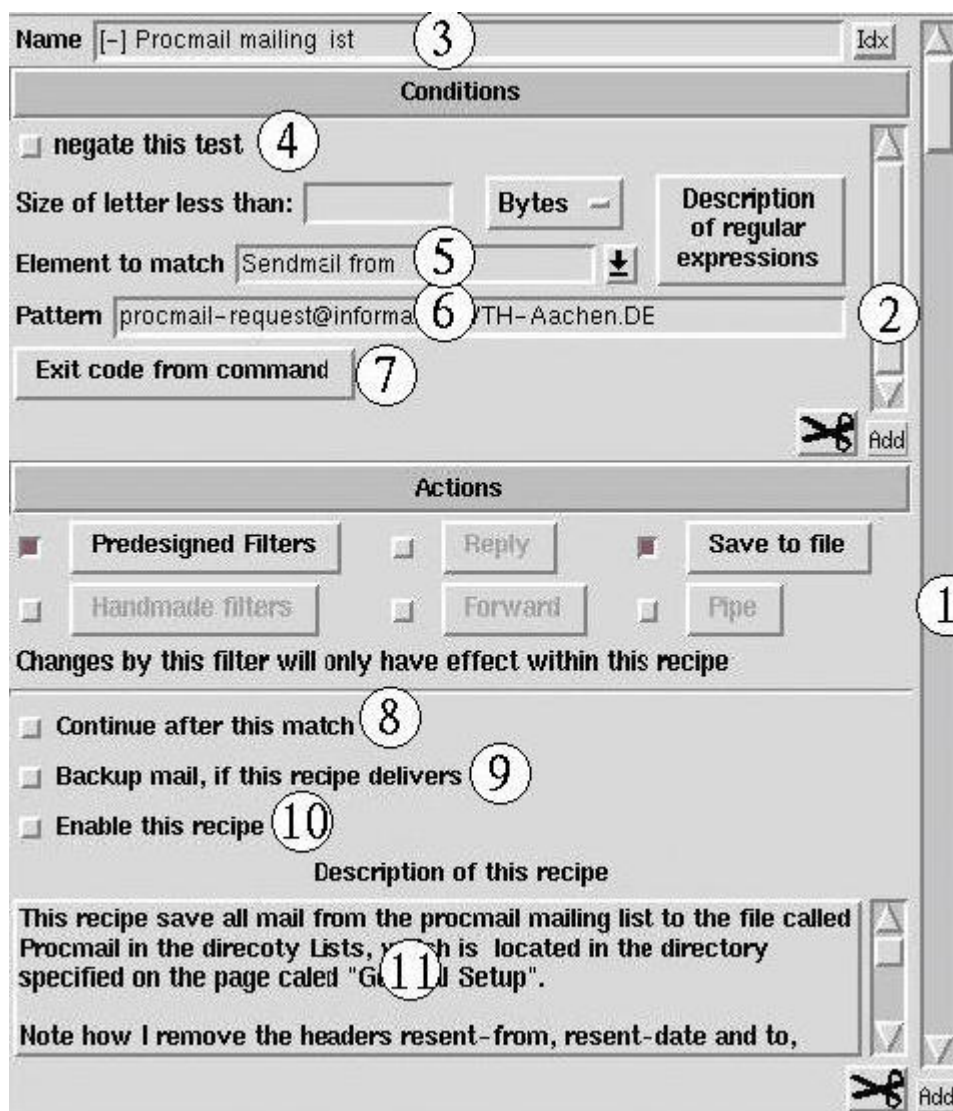 Name [-] Procmail mailing ist 3 Idx
Conditions
negate this test 4
Size of letter less than: Bytes Description of regular expressions
Element to match Sendmail from 5
Pattern procmail-request@informa 6 TH-Aachen.DE 2
Exit code from command 7
Add
Actions
Predesigned Filters Reply Save to file
Handmade filters Forward Pipe 1
Changes by this filter will only have effect within this recipe
Continue after this match 8
Backup mail, if this recipe delivers 9
Enable this recipe 10
Description of this recipe
This recipe save all mail from the procmail mailing list to the file called
Procmail in the direcoty Lists, is located in the directory
specified on the page caled 11 Setup".
Note how I remove the headers resent-from, resent-date and to,
Add